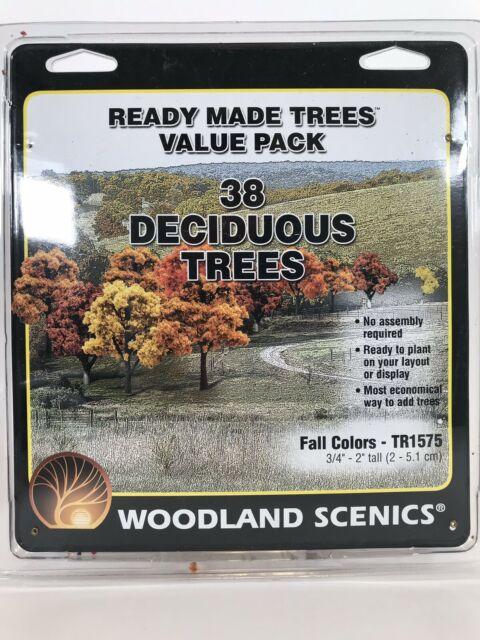 READY MADE TREES™
VALUE PACK
38
DECIDUOUS
TREES
• No assembly
required
• Ready to plant
on your layout
or display
• Most economical
way to add trees
Fall Colors - TR1575
3/4" - 2" tall (2 - 5.1 cm)
WOODLAND SCENICS®